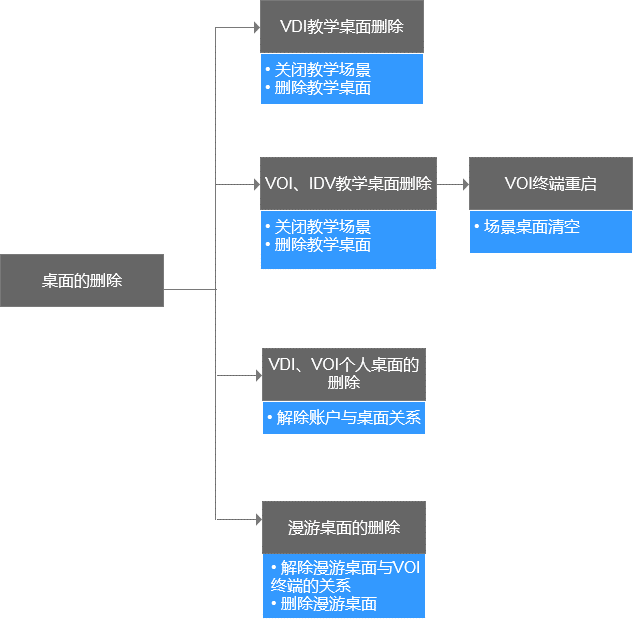 VDI教学桌面删除
• 关闭教学场景
• 删除教学桌面
VOI、IDV教学桌面删除
• 关闭教学场景
• 删除教学桌面
VOI终端重启
• 场景桌面清空
桌面的删除
VDI、VOI个人桌面的
删除
• 解除账户与桌面关系
漫游桌面的删除
• 解除漫游桌面与VOI
终端的关系
• 删除漫游桌面